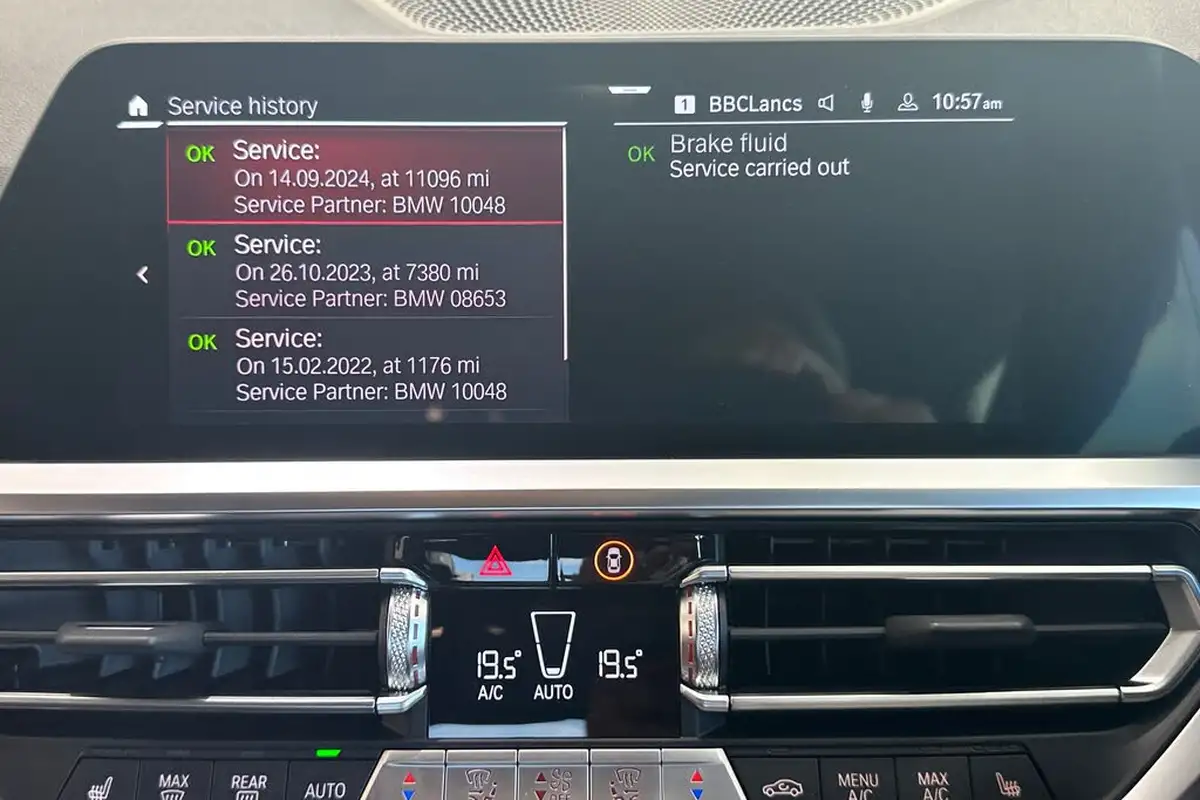 Service history
1 BBCLancs 10:57am
OK Service:
On 14.09.2024, at 11096 mi
Service Partner: BMW 10048
OK Service:
On 26.10.2023, at 7380 mi
Service Partner: BMW 08653
OK Service:
On 15.02.2022, at 1176 mi
Service Partner: BMW 10048
OK Brake fluid
Service carried out
19.5° 19.5°
A/C AUTO
MAX
REAR
AUTO
OFF
MENU
A/C
MAX
A/C